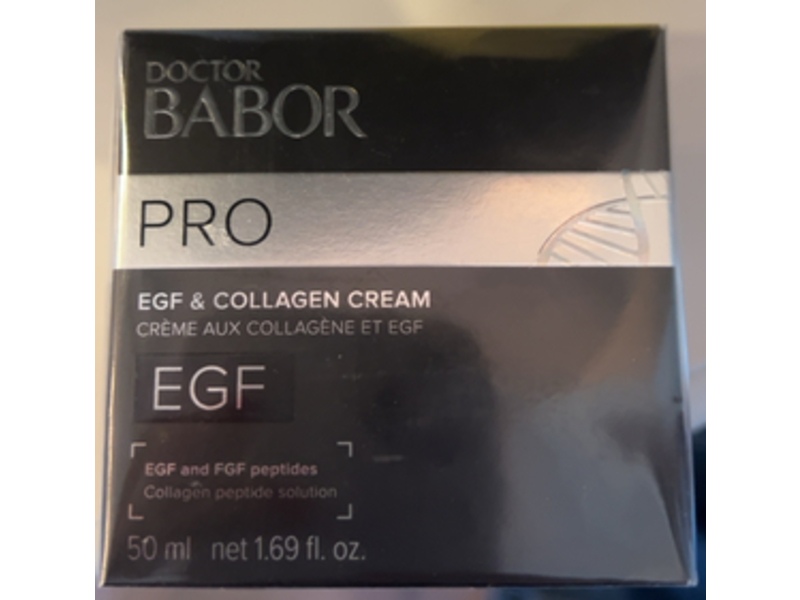 DOCTOR
BABOR
PRO
EGF & COLLAGEN CREAM
CRÈME AUX COLLAGÈNE ET EGF
EGF
EGF and FGF peptides
Collagen peptide solution
50 ml net 1.69 fl. oz.